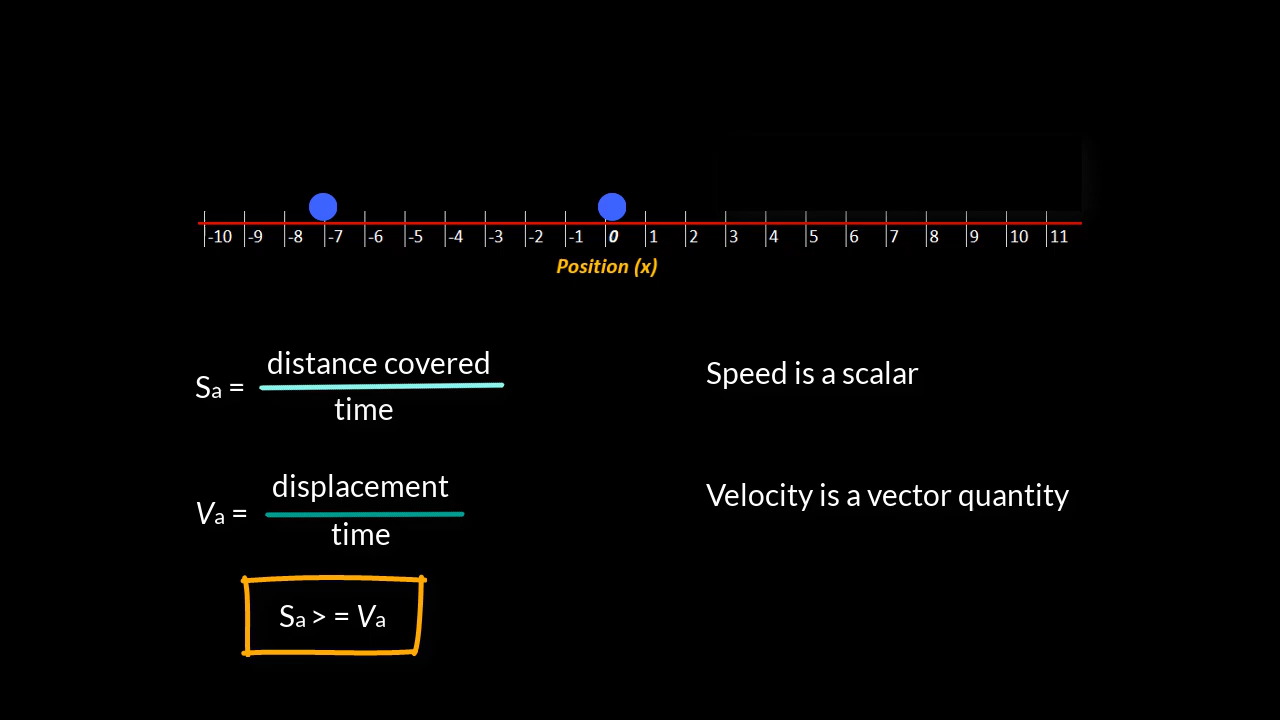 -10 -9 -8 -7 -6 -5 -4 -3 -2 -1 0 1 2 3 4 5 6 7 8 9 10 11
Position (x)
distance covered
Sa =
time
Speed is a scalar
displacement
Va =
time
Velocity is a vector quantity
Sa > = Va